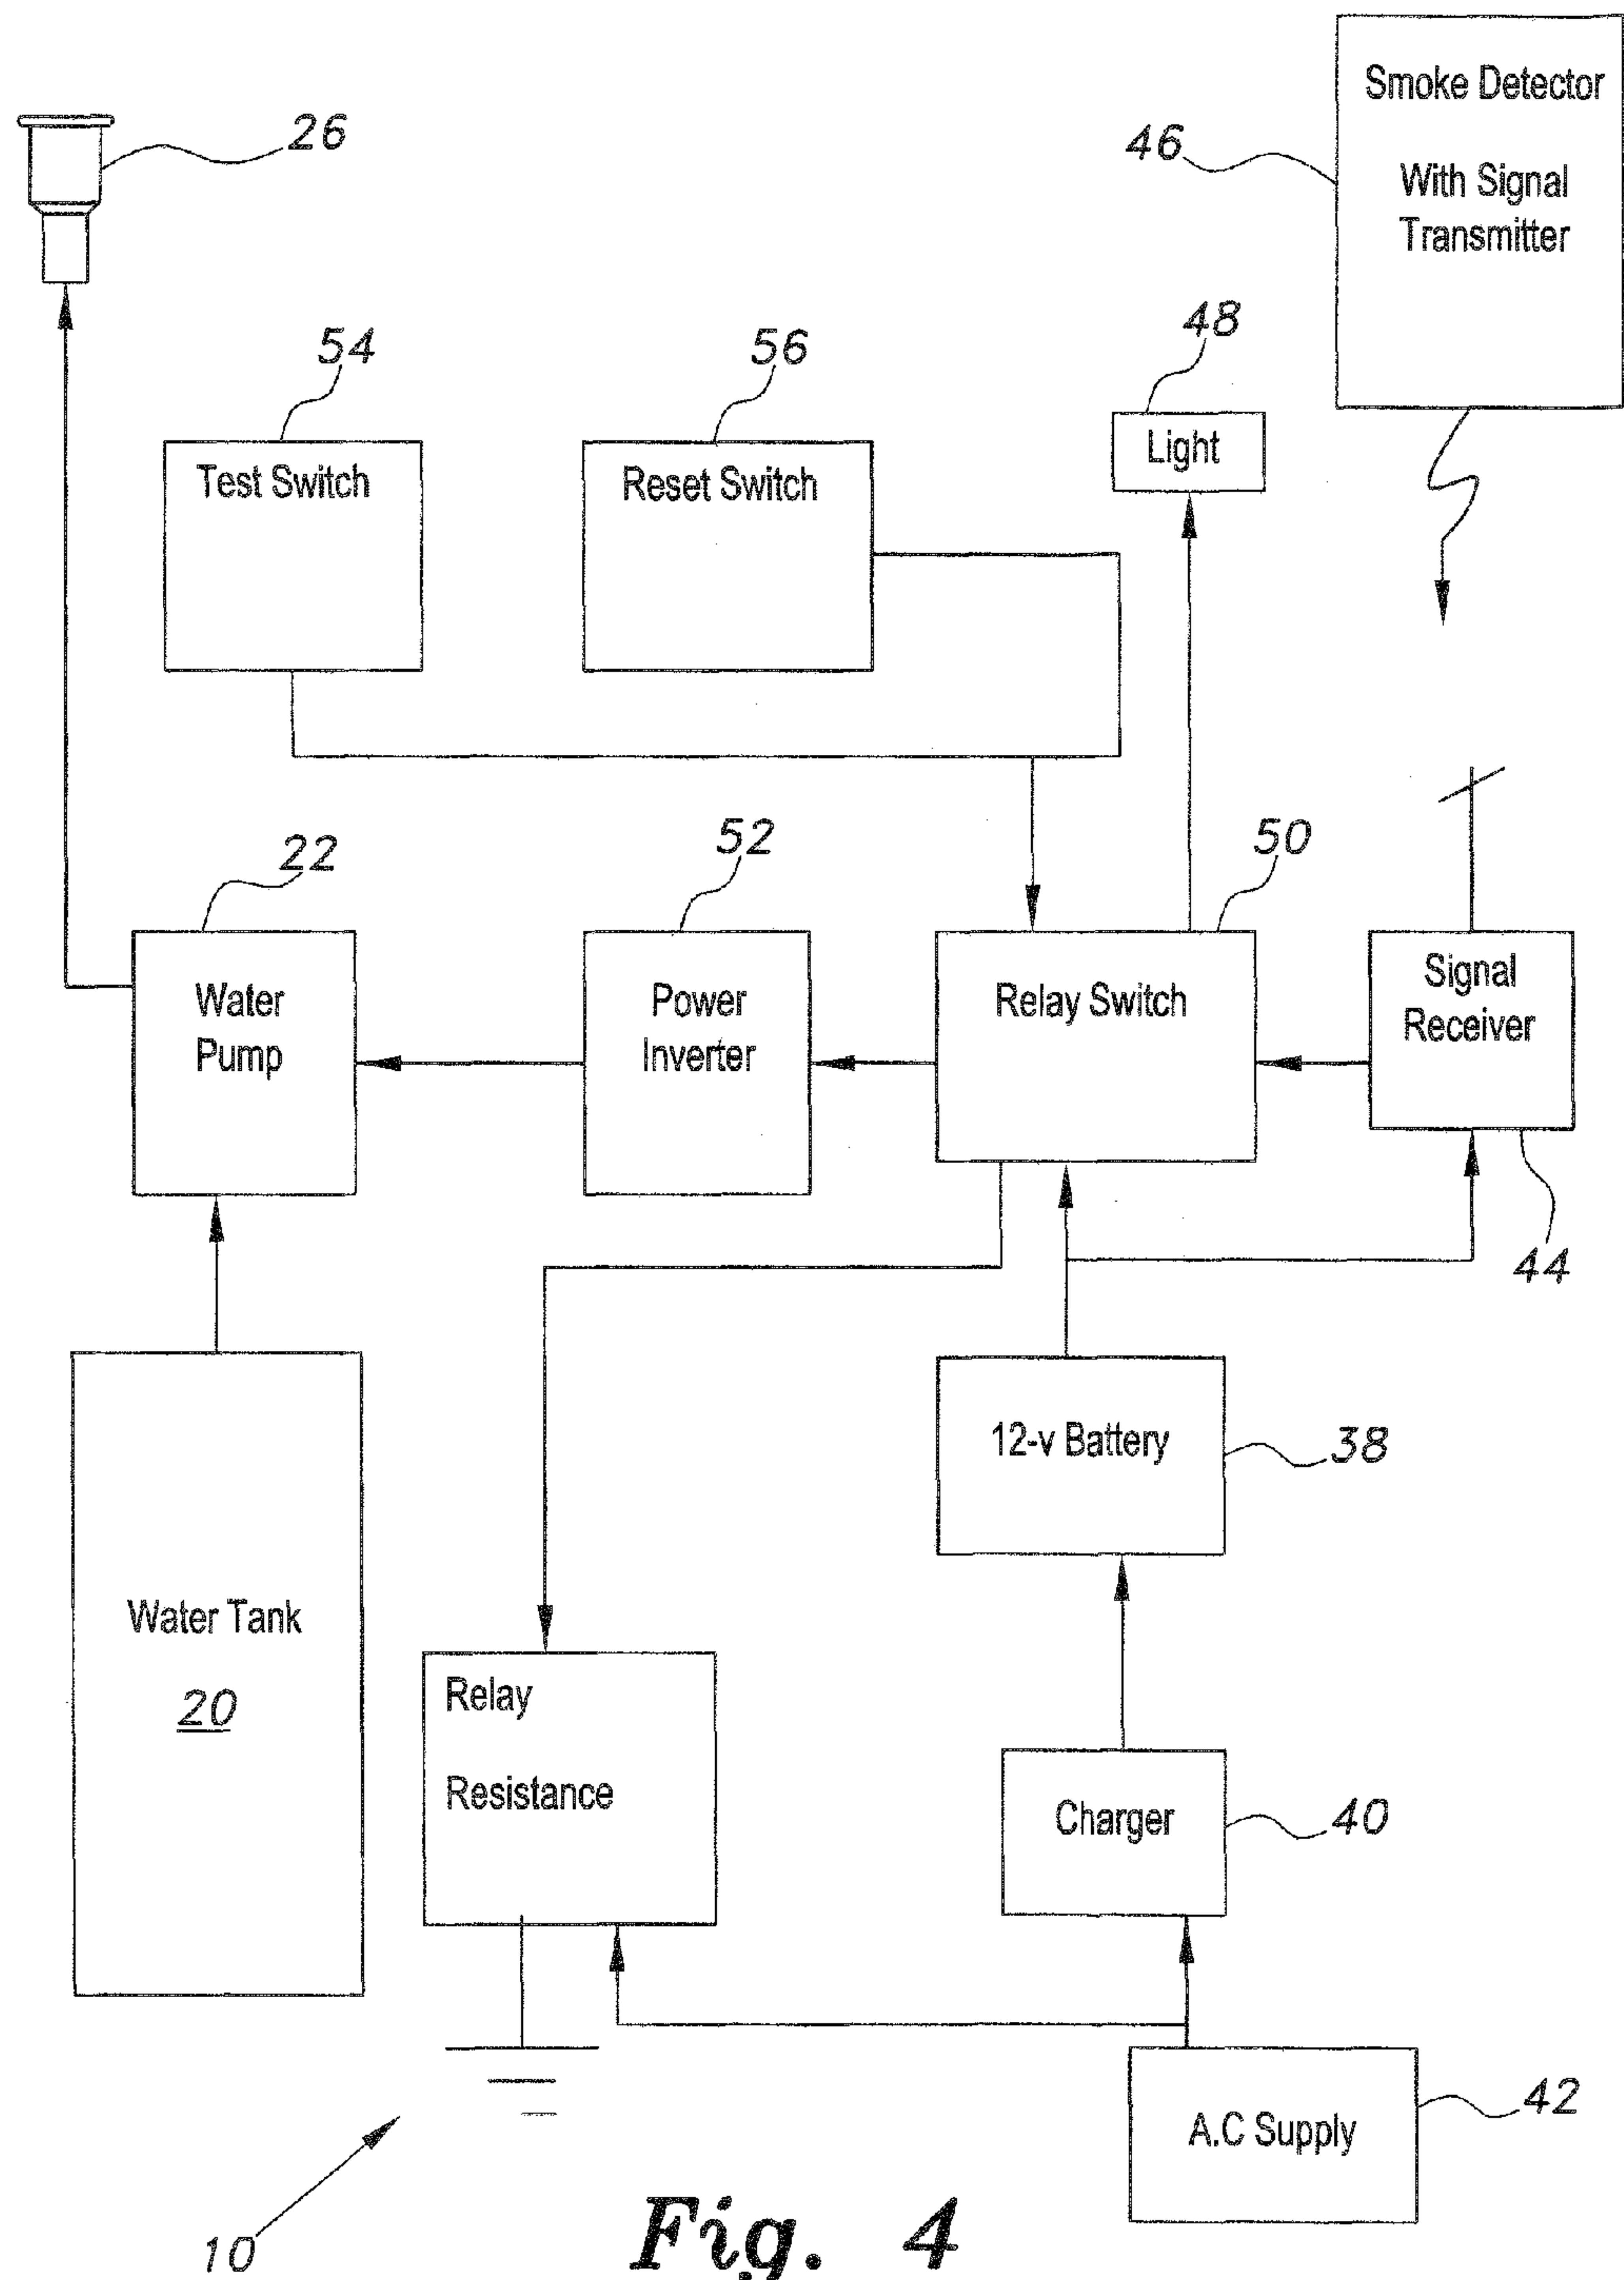 Smoke Detector
With Signal
Transmitter
46
26
54
56
48
Test Switch
Reset Switch
Light
22
52
50
Water
Pump
Power
Inverter
Relay Switch
Signal
Receiver
44
12-v Battery
38
Water Tank
20
Relay
Resistance
Charger
40
A.C Supply
42
10
Fig. 4